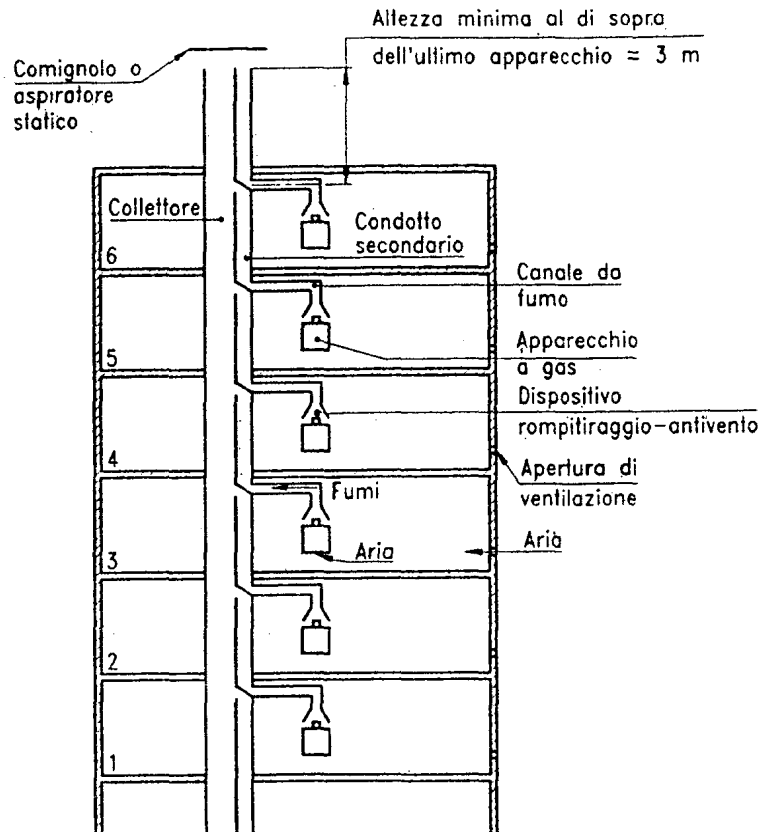 Altezza minima al di sopra
dell'ultimo apparecchio = 3 m
Comignolo o
aspiratore
statico
Collettore
Condotto
secondario
6
Canale da
fumo
5
Apparecchio
a gas
Dispositivo
rompitiraggio-antivento
4
Apertura di
ventilazione
Fumi
3
Aria
Aria
2
1